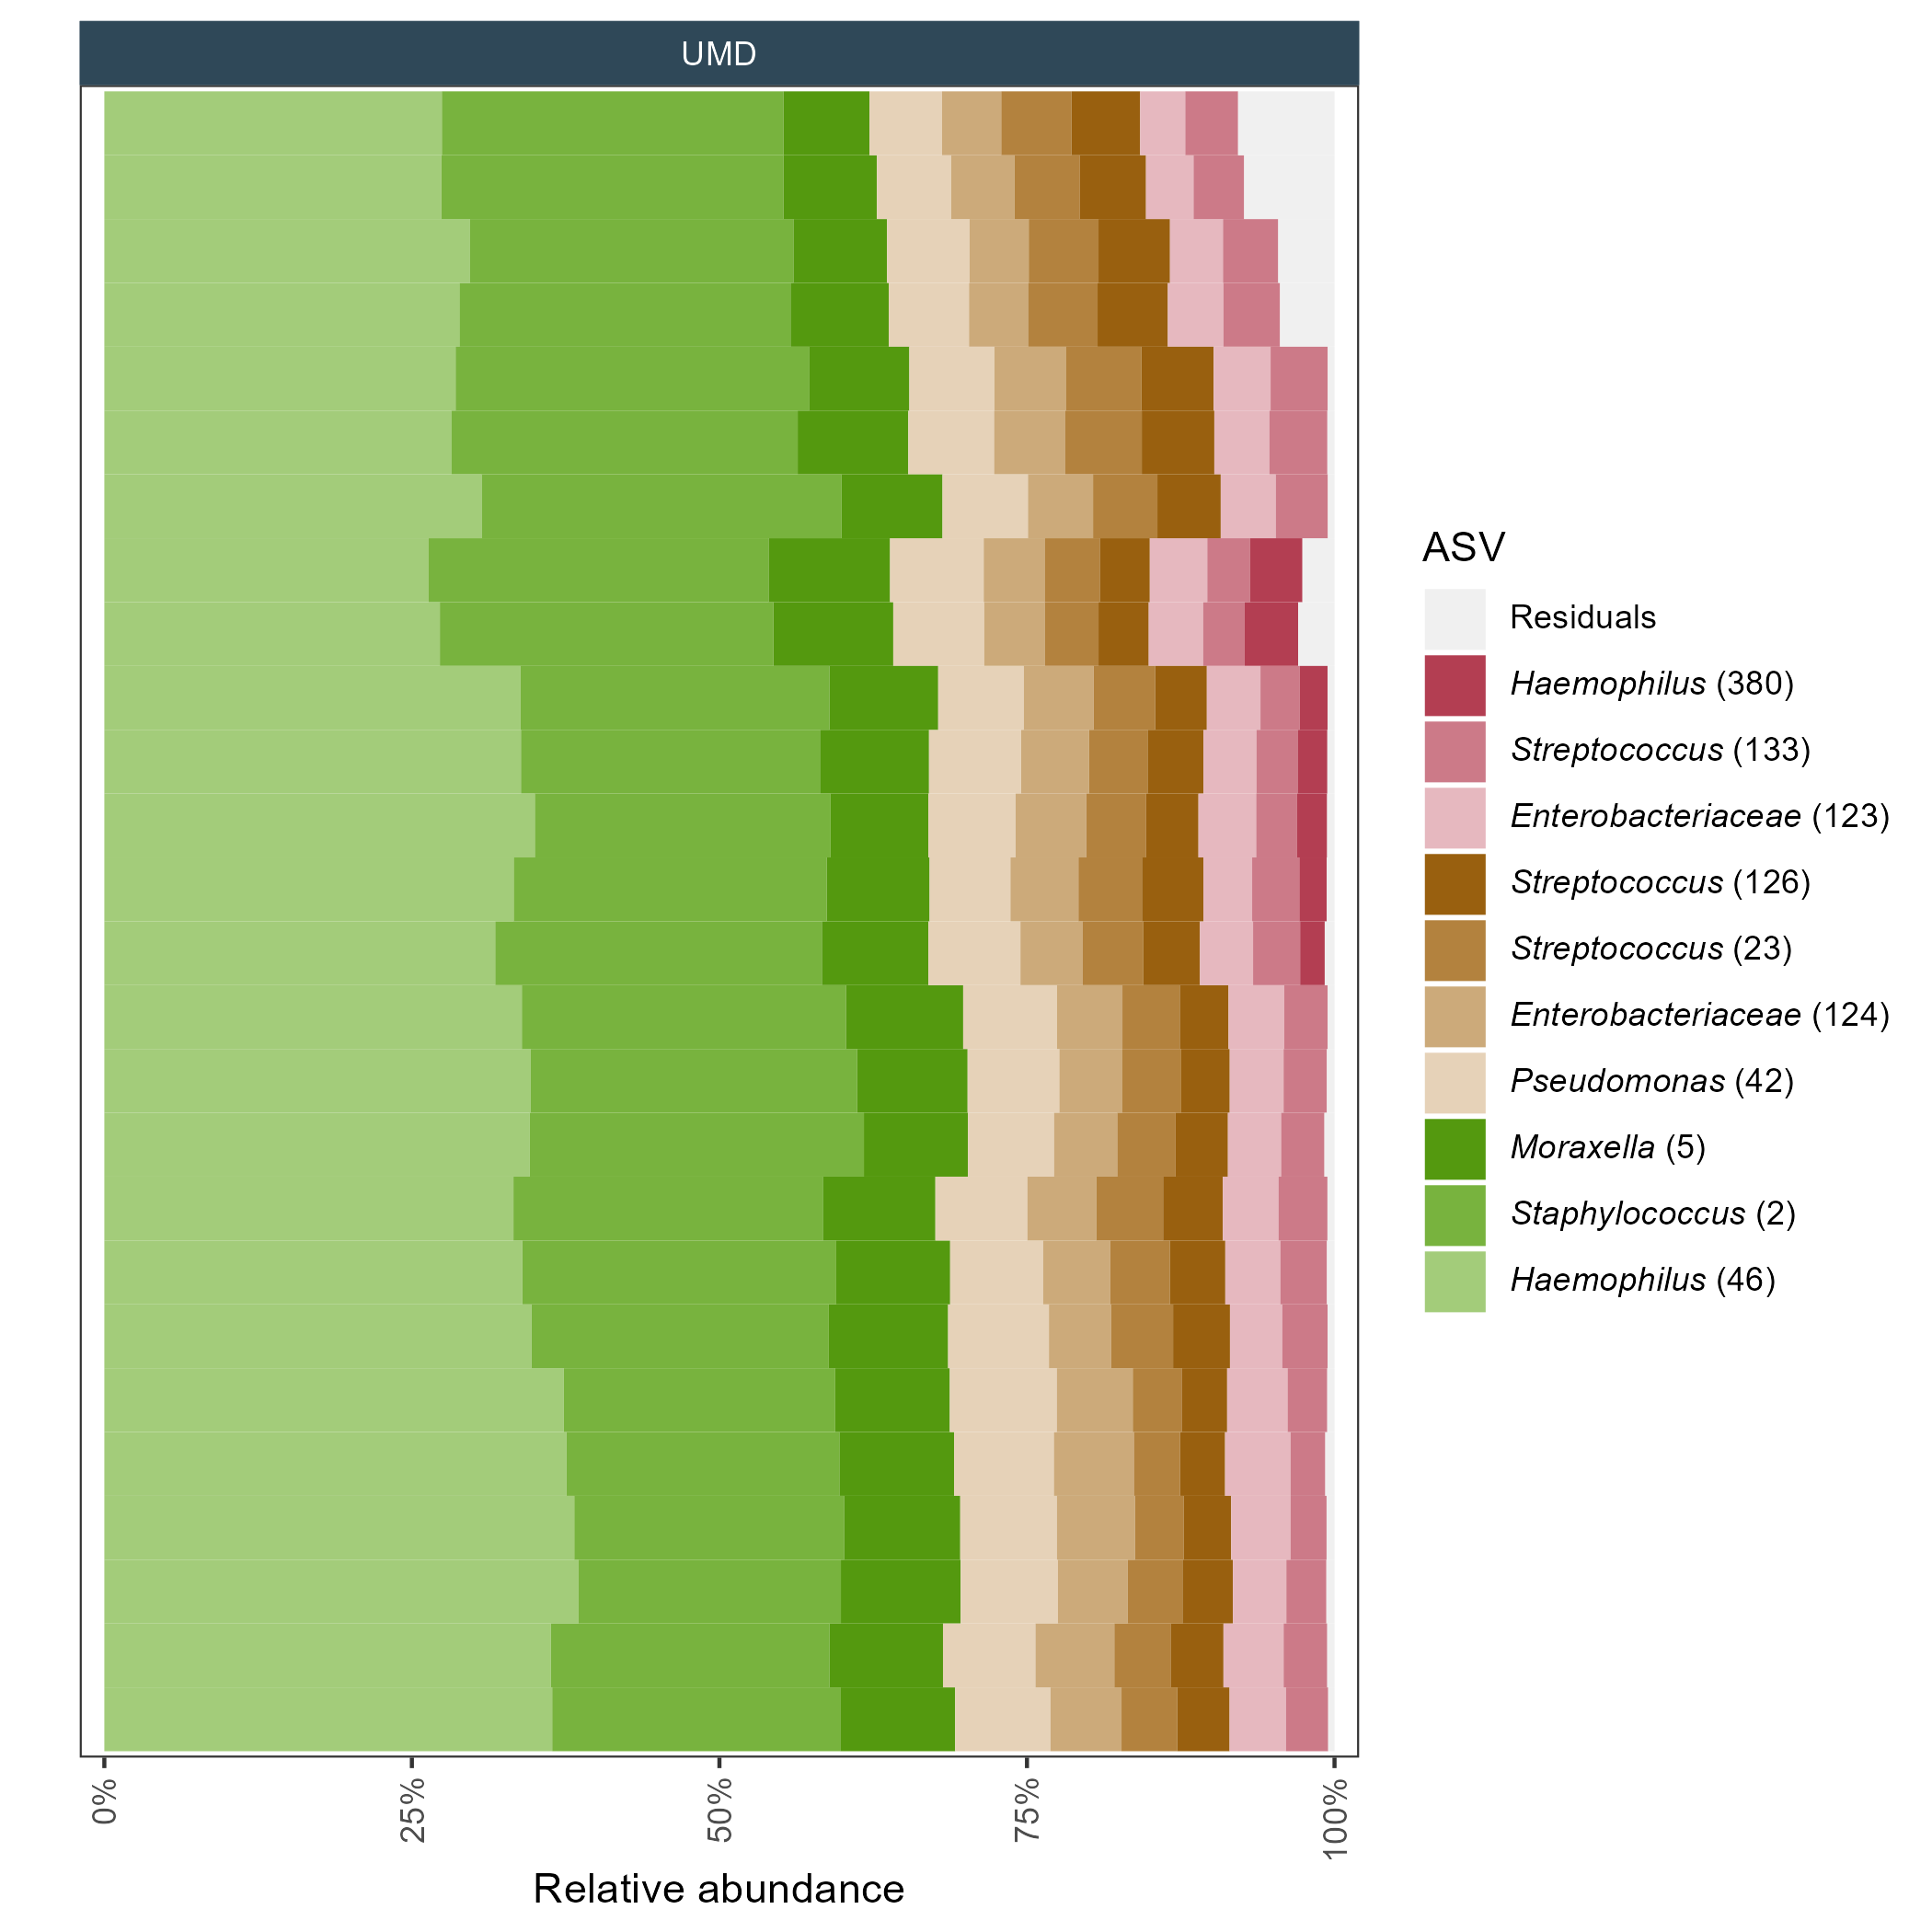 UMD
ASV
Residuals
Haemophilus (380)
Streptococcus (133)
Enterobacteriaceae (123)
Streptococcus (126)
Streptococcus (23)
Enterobacteriaceae (124)
Pseudomonas (42)
Moraxella (5)
Staphylococcus (2)
Haemophilus (46)
0%
25%
50%
75%
100%
Relative abundance